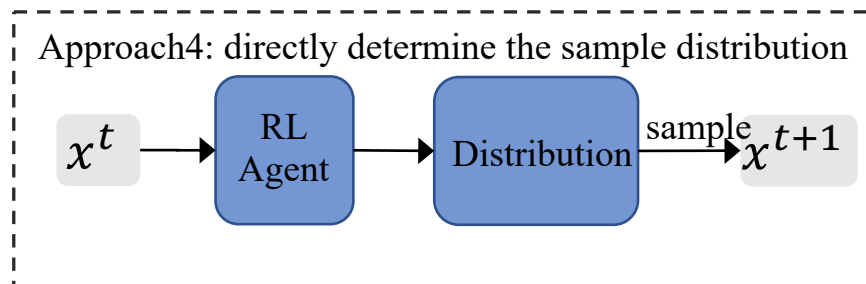 Approach4: directly determine the sample distribution
x^t
RL
Agent
Distribution
sample
x^{t+1}